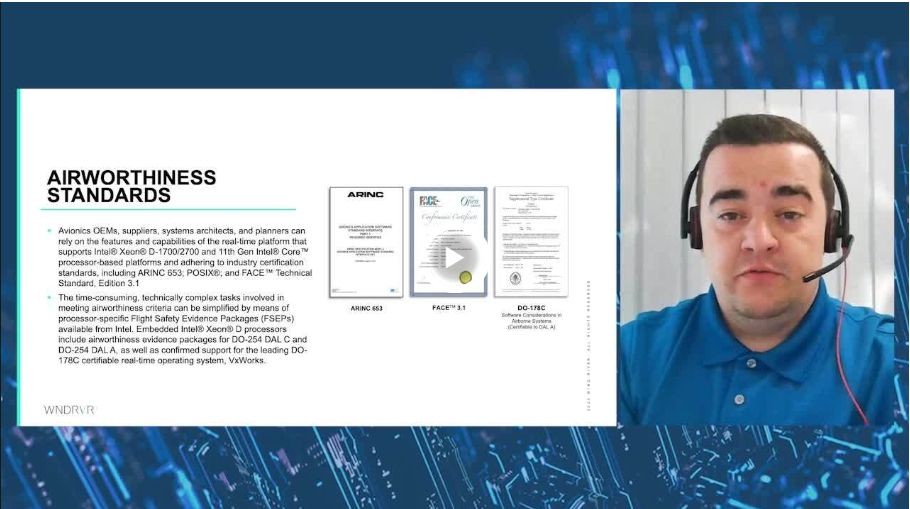 AIRWORTHINESS
STANDARDS
Avionics OEMs, suppliers, systems architects, and planners can
rely on the features and capabilities of the real-time platform that
supports Intel® Xeon® D-1700/2700 and 11th Gen Intel® Core™
processor-based platforms and adhering to industry certification
standards, including ARINC 653; POSIX®; and FACE™ Technical
Standard, Edition 3.1
The time-consuming, technically complex tasks involved in
meeting airworthiness criteria can be simplified by means of
processor-specific Flight Safety Evidence Packages (FSEPs)
available from Intel. Embedded Intel® Xeon® D processors
include airworthiness evidence packages for DO-254 DAL C and
DO-254 DAL A, as well as confirmed support for the leading DO-
178C certifiable real-time operating system, VxWorks.
ARINC
ARINC 653
FACE
Conformance Certificate
FACE™ 3.1
Supplemental Type Certificate
DO-178C
Software Considerations in
Airborne Systems
(Certifiable to DAL A)
WNDRVR